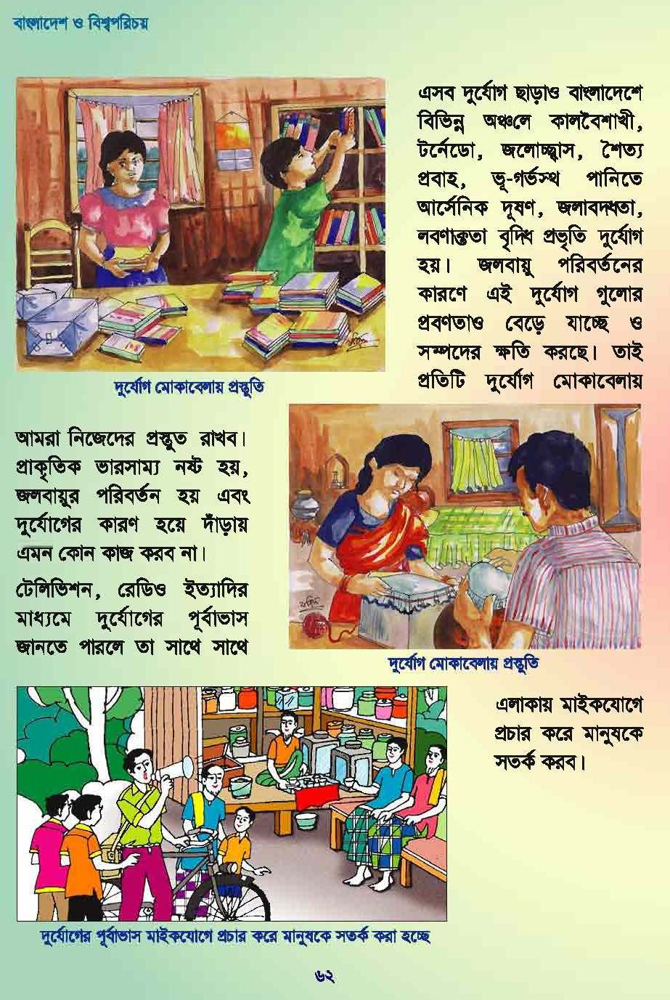 বাংলাদেশ ও বিশ্বপরিচয়
এসব দুর্যোগ ছাড়াও বাংলাদেশে
বিভিন্ন অঞ্চলে কালবৈশাখী,
টর্নেডো, জলোচ্ছ্বাস, শৈত্য
প্রবাহ, ভূ-গর্ভস্থ পানিতে
আর্সেনিক দূষণ, জলাবদ্ধতা,
লবণাক্ততা বৃদ্ধি প্রভৃতি দুর্যোগ
হয়। জলবায়ু পরিবর্তনের
কারণে এই দুর্যোগ গুলোর
প্রবণতাও বেড়ে যাচ্ছে ও
সম্পদের ক্ষতি করছে। তাই
প্রতিটি দুর্যোগ মোকাবেলায়
দুর্যোগ মোকাবেলায় প্রস্তুতি
আমরা নিজেদের প্রস্তুত রাখব।
প্রাকৃতিক ভারসাম্য নষ্ট হয়,
জলবায়ুর পরিবর্তন হয় এবং
দুর্যোগের কারণ হয়ে দাঁড়ায়
এমন কোন কাজ করব না।
টেলিভিশন, রেডিও ইত্যাদির
মাধ্যমে দুর্যোগের পূর্বাভাস
জানতে পারলে তা সাথে সাথে
দুর্যোগ মোকাবেলায় প্রস্তুতি
এলাকায় মাইকযোগে
প্রচার করে মানুষকে
সতর্ক করব।
দুর্যোগের পূর্বাভাস মাইকযোগে প্রচার করে মানুষকে সতর্ক করা হচ্ছে
৬২